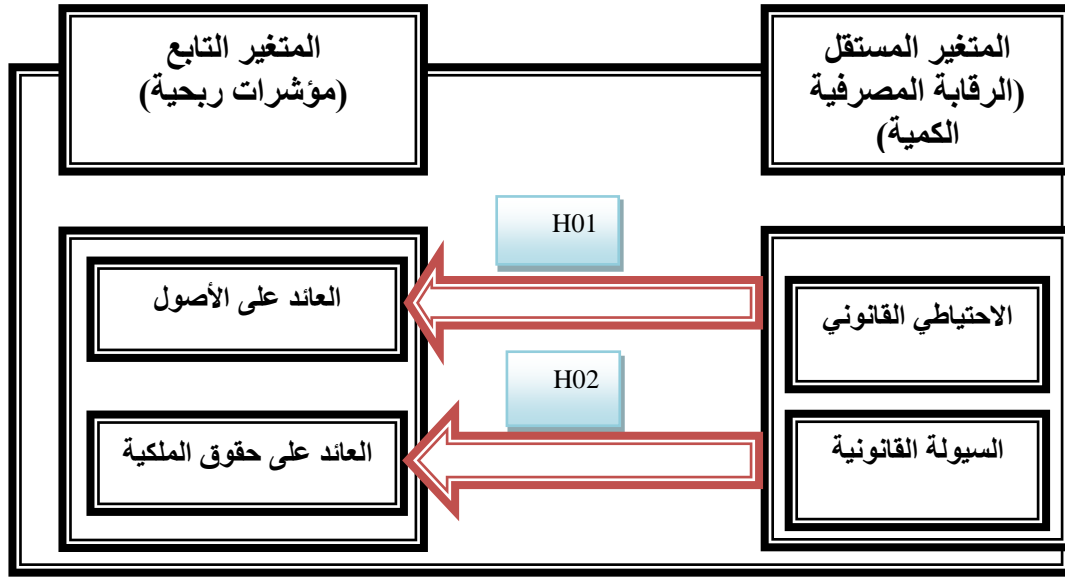 المتغير المستقل
(الرقابة المصرفية
الكمية)
المتغير التابع
(مؤشرات ربحية)
H01
الاحتياطي القانوني
العائد على الأصول
H02
السيولة القانونية
العائد على حقوق الملكية